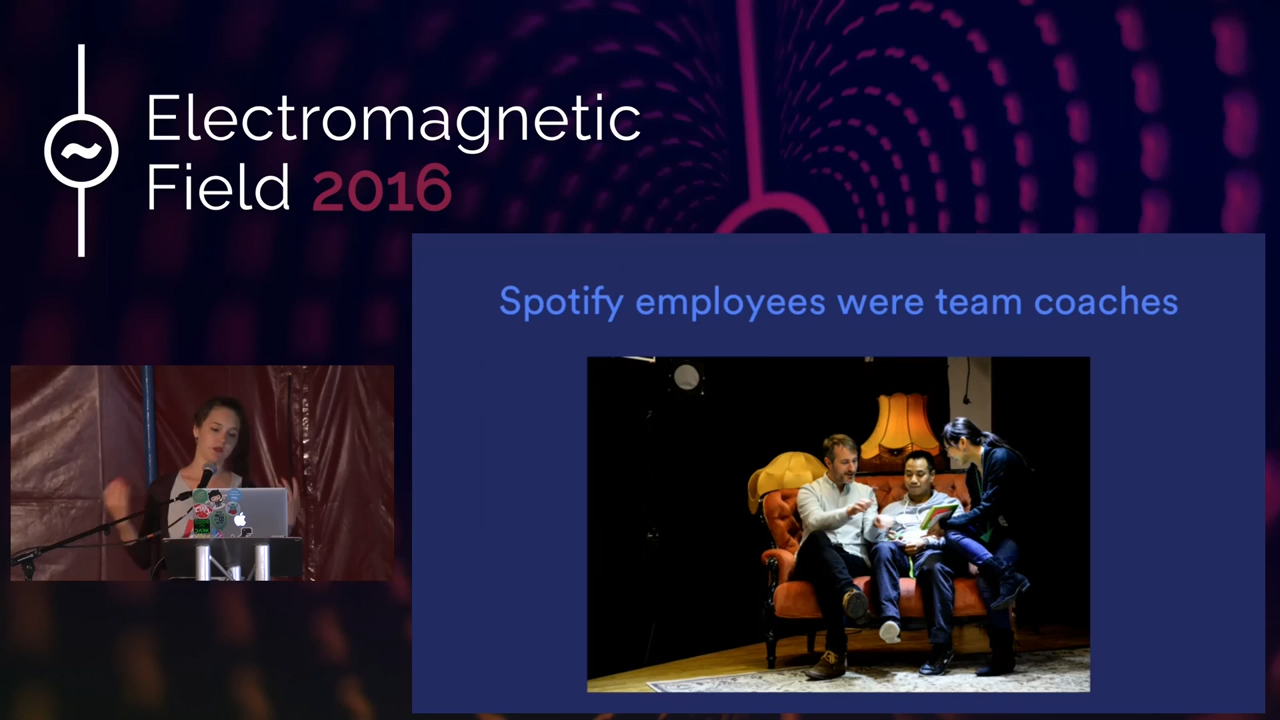 Electromagnetic
Field 2016
Spotify employees were team coaches